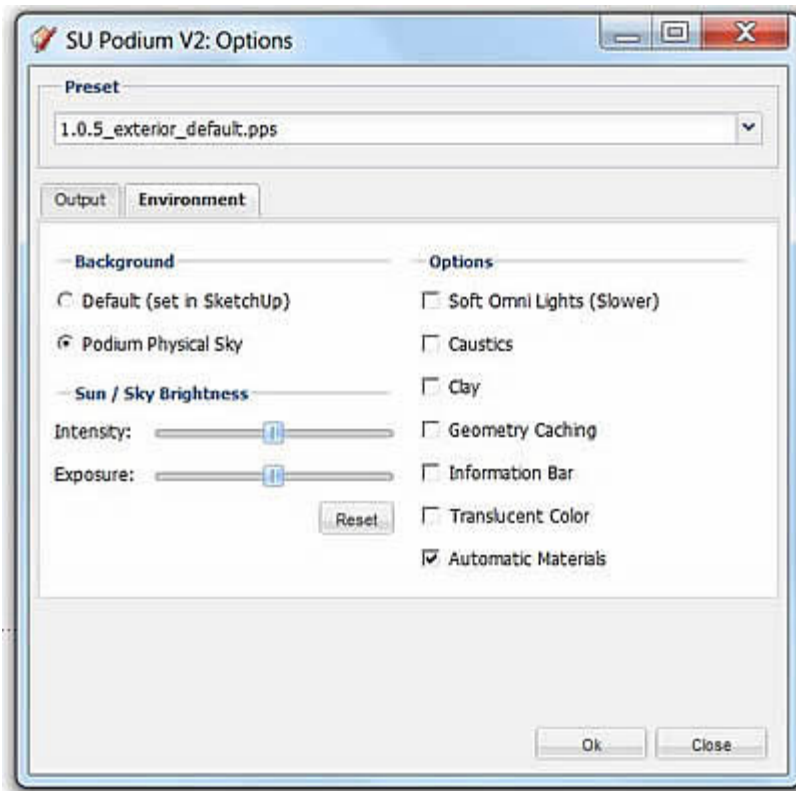 SU Podium V2: Options
Preset
1.0.5_exterior_default.pps
Output Environment
Background
Default (set in SketchUp)
Podium Physical Sky
Sun / Sky Brightness
Intensity:
Exposure:
Reset
Options
Soft Omni Lights (Slower)
Caustics
Clay
Geometry Caching
Information Bar
Translucent Color
Automatic Materials
Ok Close